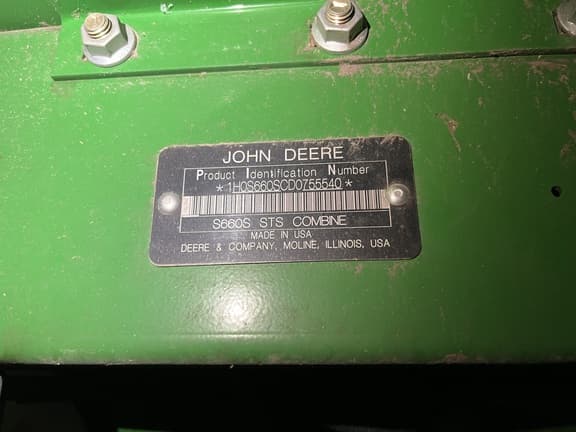 JOHN DEERE
Product Identification Number
*1H0S660SCD0755540*
S660S STS COMBINE
MADE IN USA
DEERE & COMPANY, MOLINE, ILLINOIS, USA